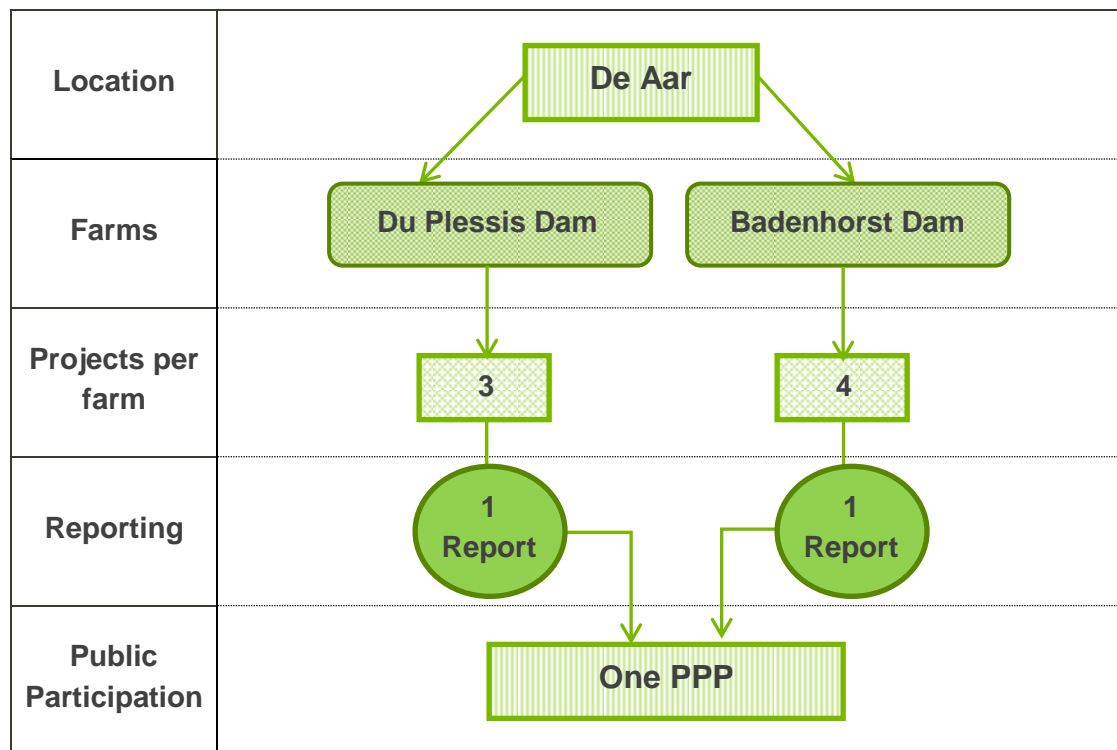 Location
De Aar
Farms
Du Plessis Dam
Badenhorst Dam
Projects per
farm
3
4
Reporting
1
Report
1
Report
Public
Participation
One PPP